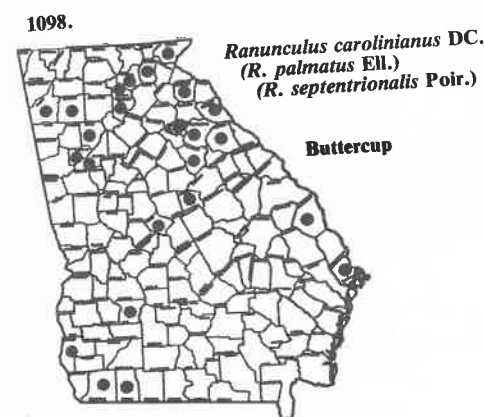 1098.
Ranunculus carolinianus DC.
(R. palmatus Ell.)
(R. septentrionalis Poir.)
Buttercup